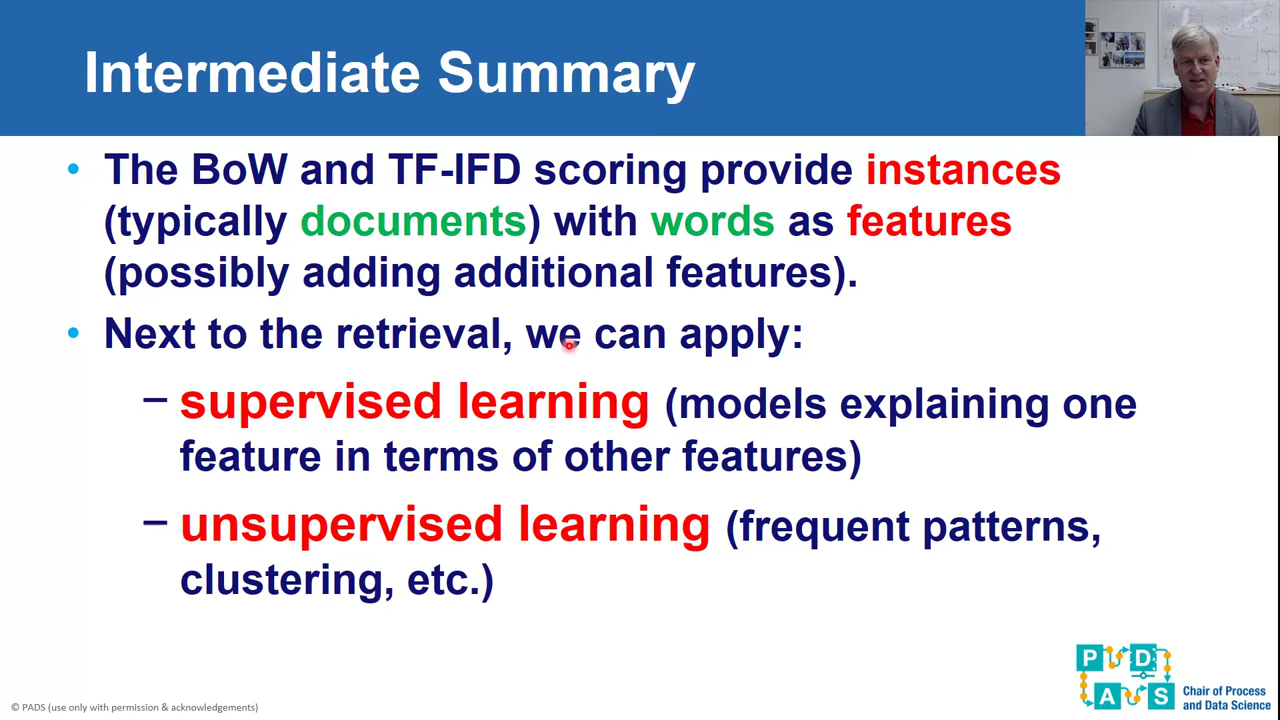 Intermediate Summary
• The BoW and TF-IFD scoring provide instances
(typically documents) with words as features
(possibly adding additional features).
• Next to the retrieval, we can apply:
– supervised learning (models explaining one
feature in terms of other features)
– unsupervised learning (frequent patterns,
clustering, etc.)
© PADS (use only with permission & acknowledgements)
P D
A S
Chair of Process
and Data Science